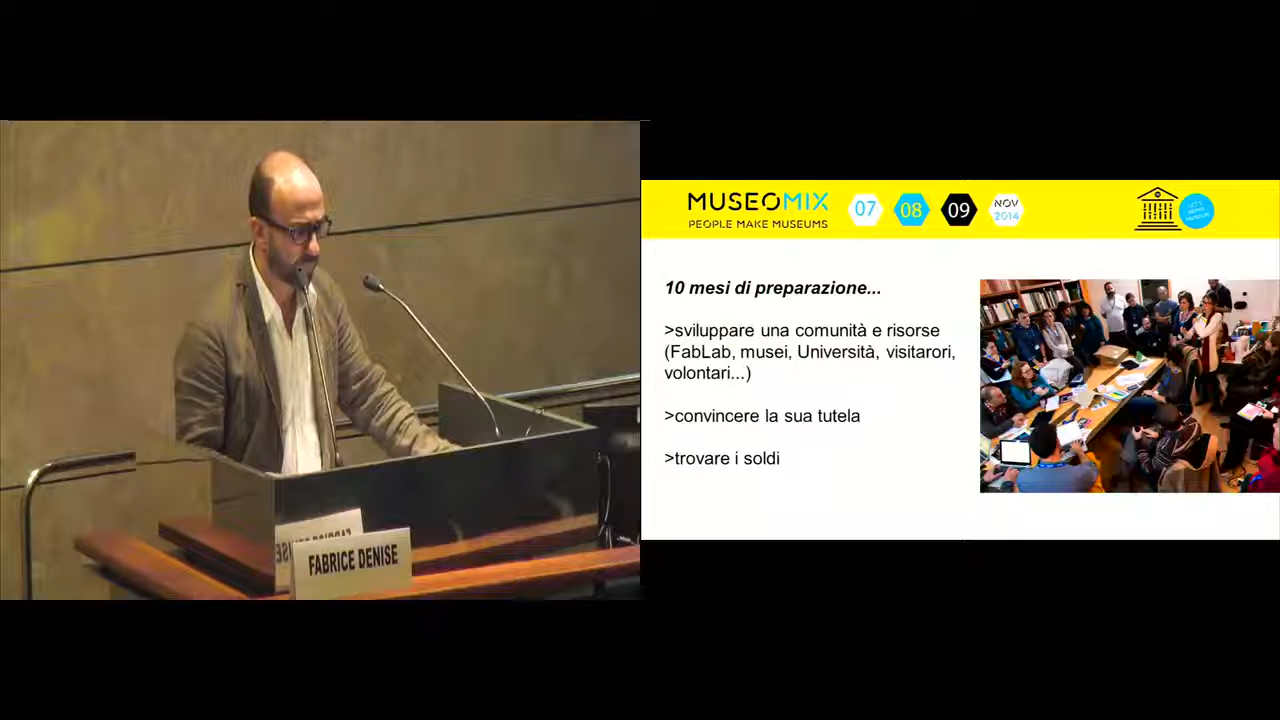 FABRICE DENISE
MUSEOMIX
PEOPLE MAKE MUSEUMS
07
08
09
NOV
2014
10 mesi di preparazione...
>sviluppare una comunità e risorse
(FabLab, musei, Università, visitarori,
volontari...)
>convincere la sua tutela
>trovare i soldi